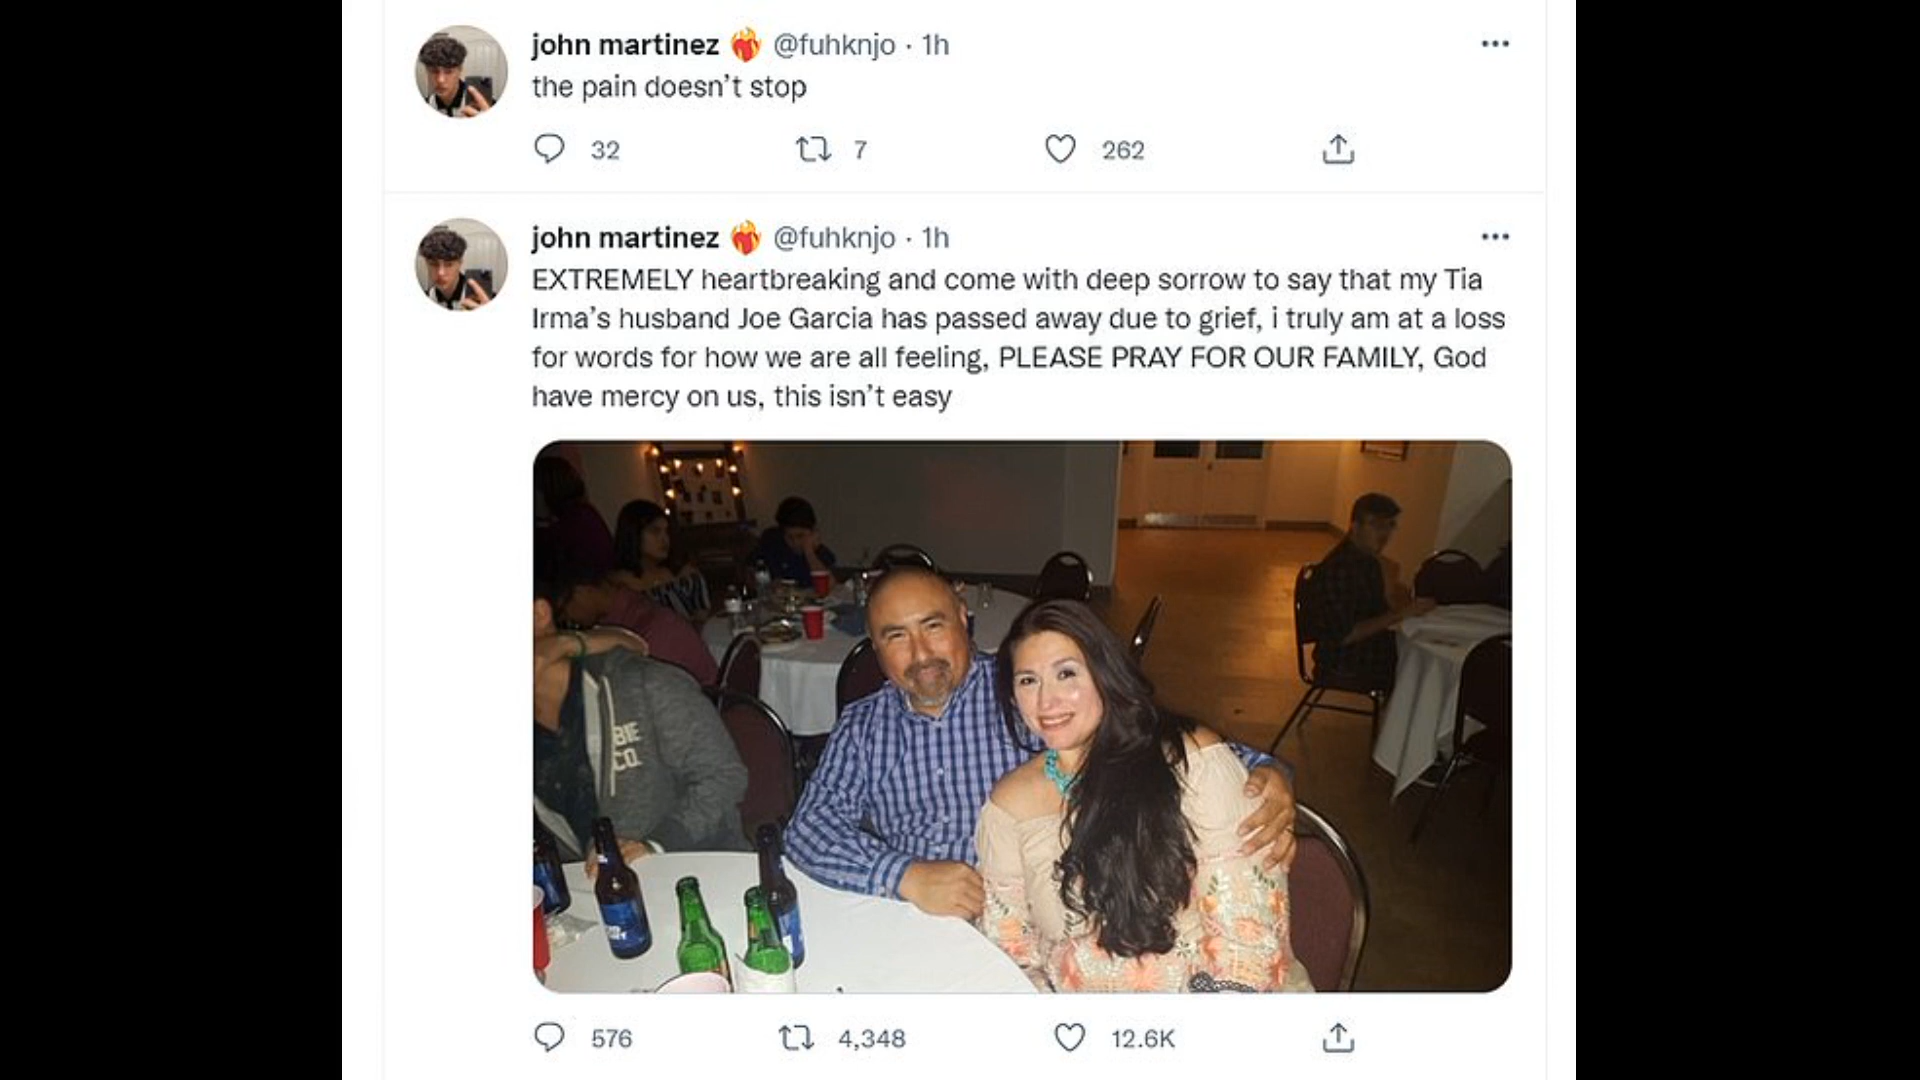 john martinez ❤️‍🔥 @fuhknjo · 1h
the pain doesn't stop
32 7 262
john martinez ❤️‍🔥 @fuhknjo · 1h
EXTREMELY heartbreaking and come with deep sorrow to say that my Tia
Irma's husband Joe Garcia has passed away due to grief, i truly am at a loss
for words for how we are all feeling, PLEASE PRAY FOR OUR FAMILY, God
have mercy on us, this isn't easy
CO.
576 4,348 12.6K